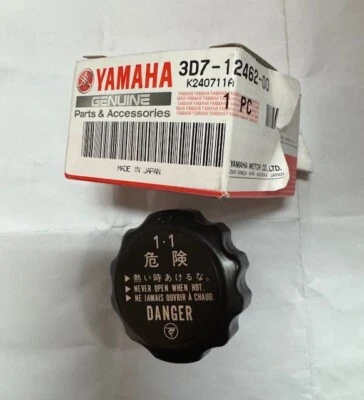 YAMAHA
GENUINE
Parts & Accessories
3D7-12462-00
K240711A
1 PC
MADE IN JAPAN
YAMAHA MOTOR CO.,LTD.
1·1
危険
▶熱い時あけるな。
▶NEVER OPEN WHEN HOT.
▶NE JAMAIS OUVRIR À CHAUD.
DANGER